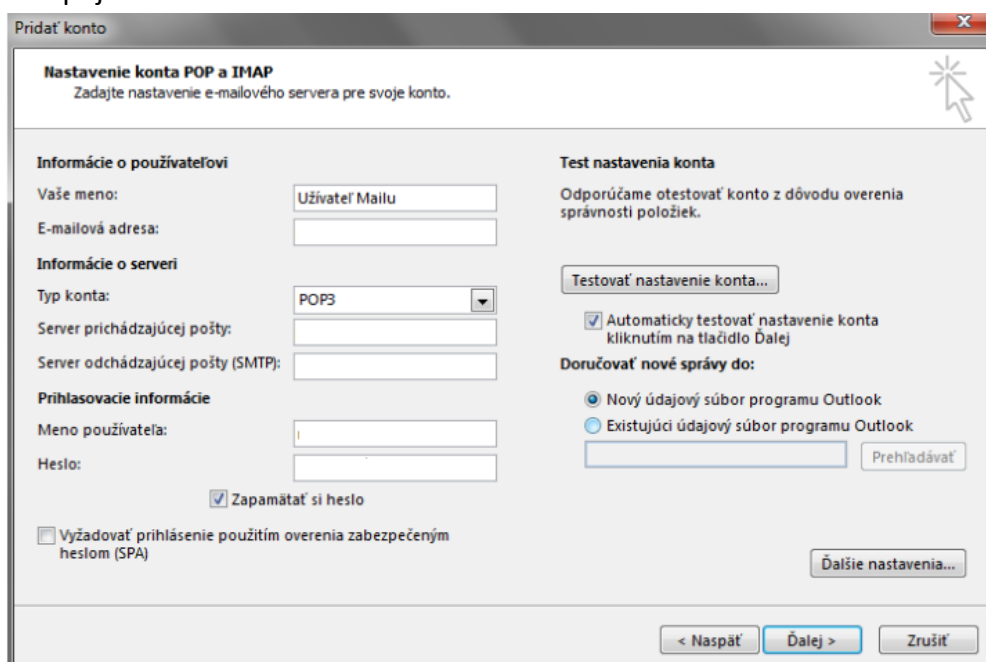 Pridať konto
Nastavenie konta POP a IMAP
Zadajte nastavenie e-mailového servera pre svoje konto.
Informácie o používateľovi
Vaše meno:
Užívateľ Mailu
E-mailová adresa:
Informácie o serveri
Typ konta:
POP3
Server prichádzajúcej pošty:
Server odchádzajúcej pošty (SMTP):
Prihlasovacie informácie
Meno používateľa:
Heslo:
Zapamätať si heslo
Vyžadovať prihlásenie použitím overenia zabezpečeným
heslom (SPA)
Test nastavenia konta
Odporúčame otestovať konto z dôvodu overenia
správnosti položiek.
Testovať nastavenie konta...
Automaticky testovať nastavenie konta
kliknutím na tlačidlo Ďalej
Doručovať nové správy do:
Nový údajový súbor programu Outlook
Existujúci údajový súbor programu Outlook
Prehľadávať
Ďalšie nastavenia...
< Naspäť
Ďalej >
Zrušiť